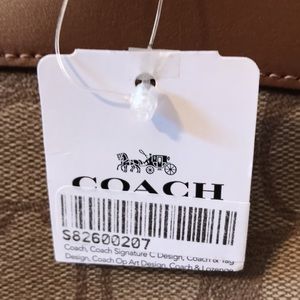 COACH
S82600207
Coach, Coach Signature C Design, Coach & Tag
Design, Coach Op Art Design, Coach & Lozenge